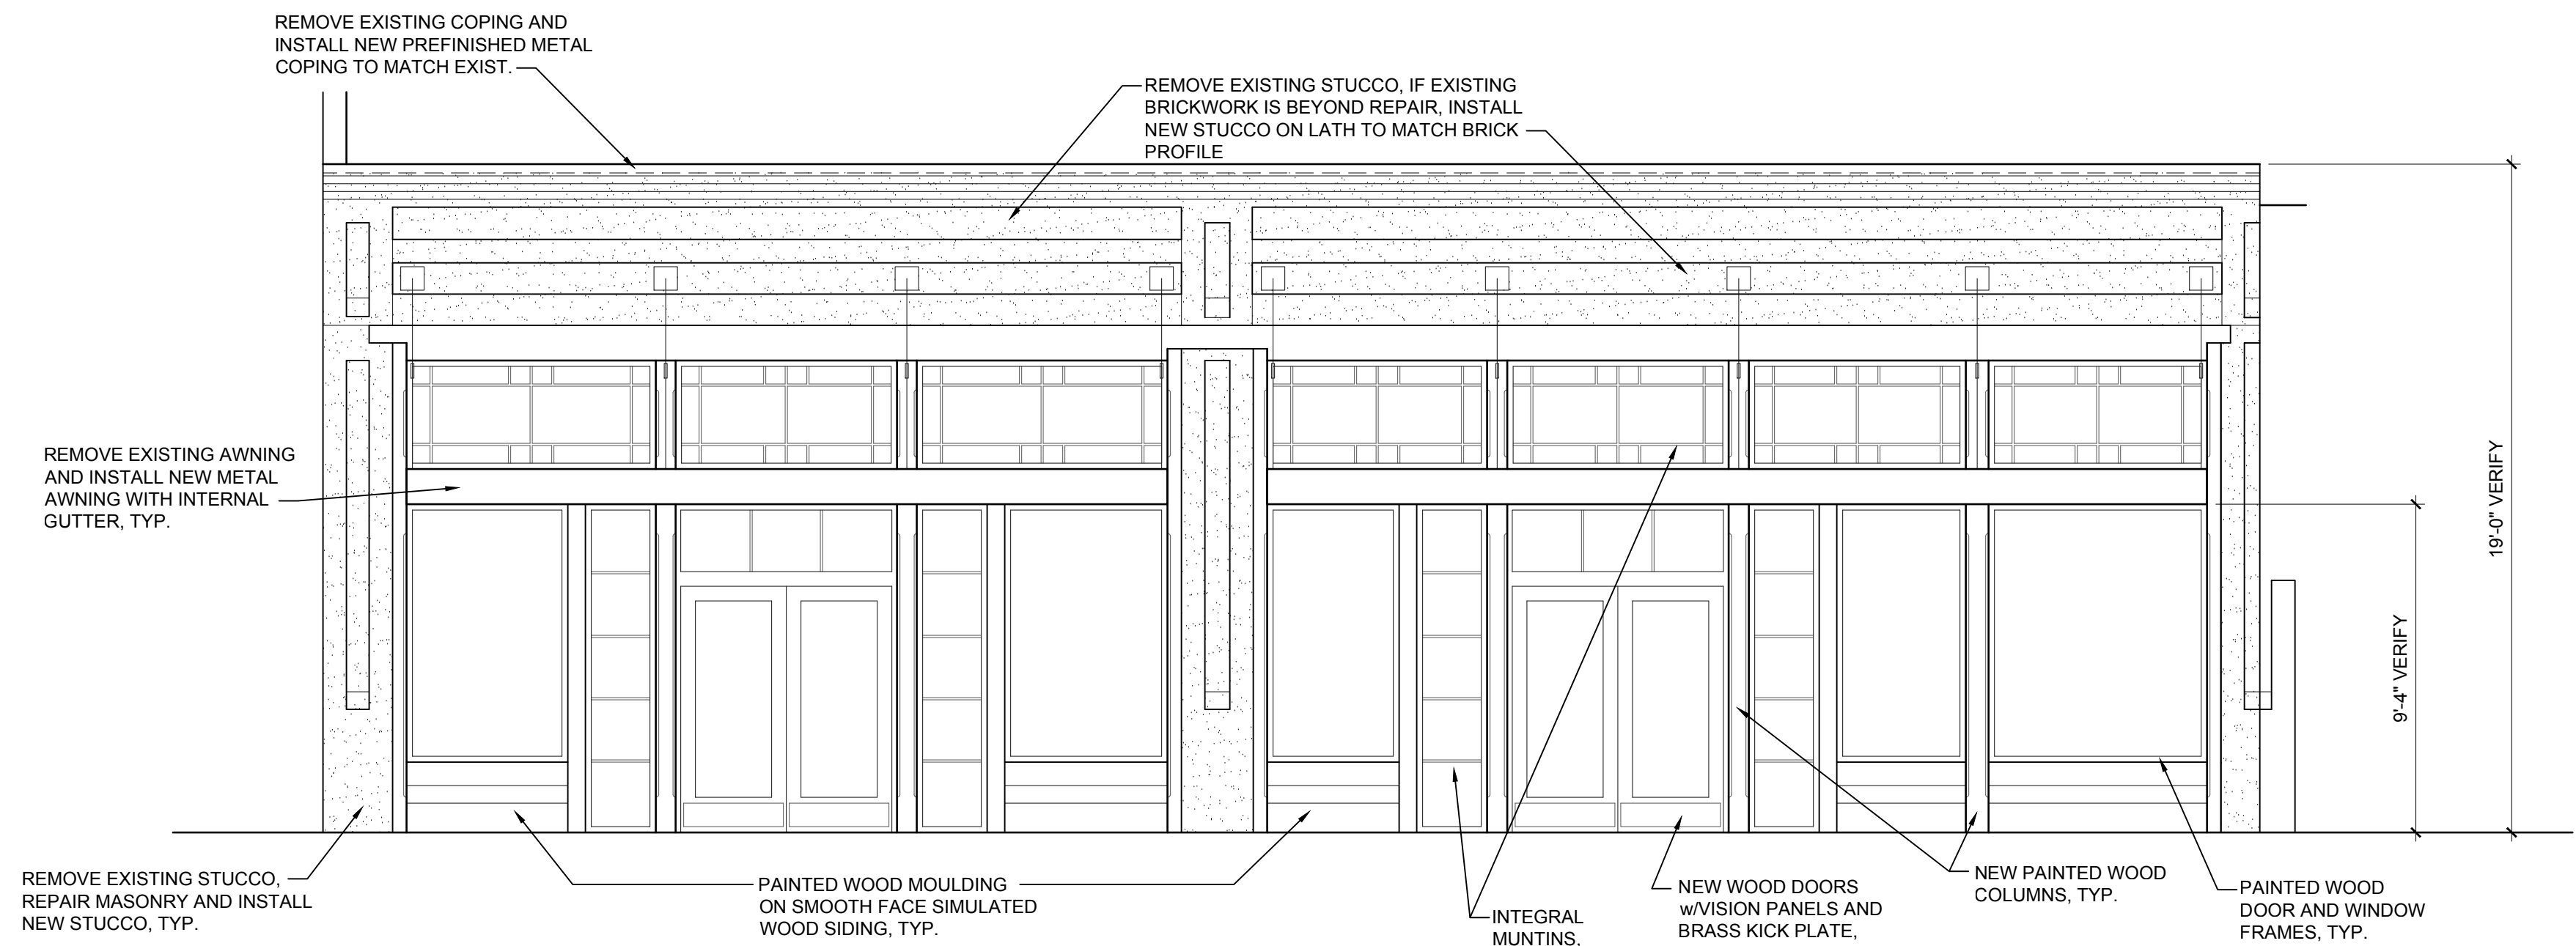 REMOVE EXISTING COPING AND
INSTALL NEW PREFINISHED METAL
COPING TO MATCH EXIST.
REMOVE EXISTING STUCCO, IF EXISTING
BRICKWORK IS BEYOND REPAIR, INSTALL
NEW STUCCO ON LATH TO MATCH BRICK
PROFILE
REMOVE EXISTING AWNING
AND INSTALL NEW METAL
AWNING WITH INTERNAL
GUTTER, TYP.
19'-0" VERIFY
9'-4" VERIFY
REMOVE EXISTING STUCCO,
REPAIR MASONRY AND INSTALL
NEW STUCCO, TYP.
PAINTED WOOD MOULDING
ON SMOOTH FACE SIMULATED
WOOD SIDING, TYP.
INTEGRAL
MUNTINS,
NEW WOOD DOORS
w/VISION PANELS AND
BRASS KICK PLATE,
NEW PAINTED WOOD
COLUMNS, TYP.
PAINTED WOOD
DOOR AND WINDOW
FRAMES, TYP.